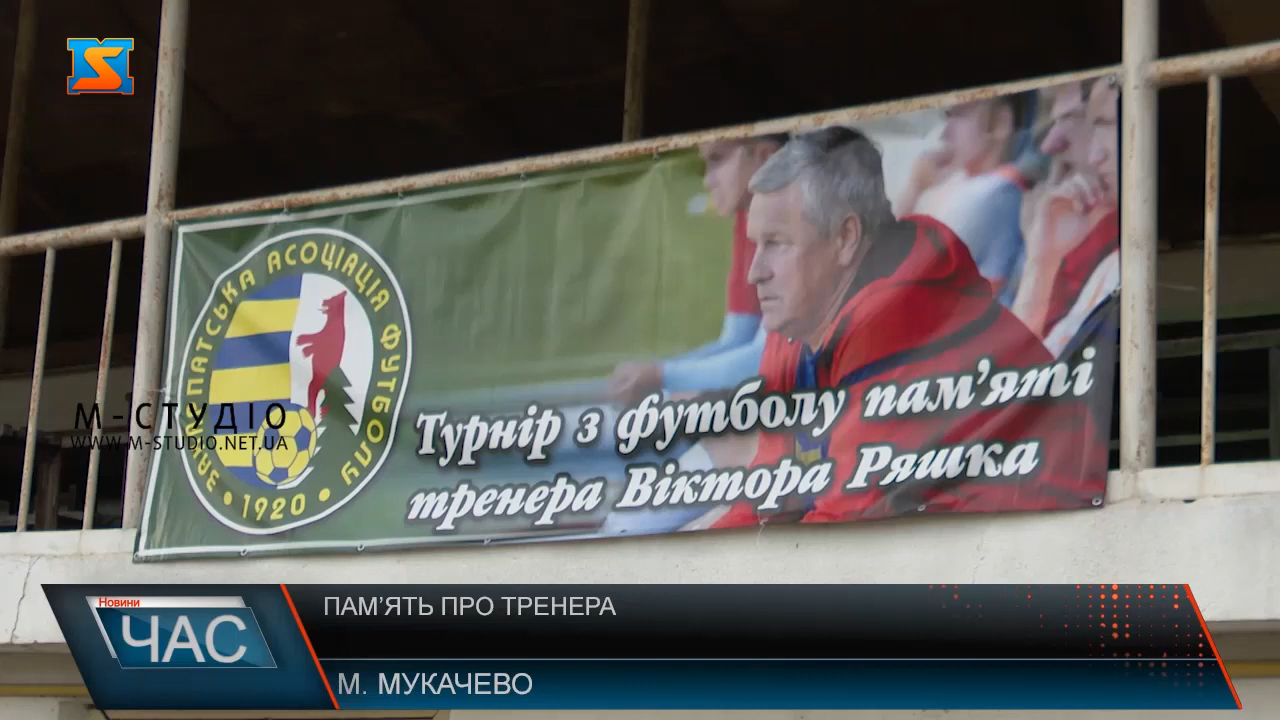 ЗАКАРПАТСЬКА АСОЦІАЦІЯ ФУТБОЛУ
• 1920 •
Турнір з футболу пам’яті
тренера Віктора Ряшка
М-СТУДІО
WWW.M-STUDIO.NET.UA
Новини
ЧАС
ПАМ’ЯТЬ ПРО ТРЕНЕРА
М. МУКАЧЕВО